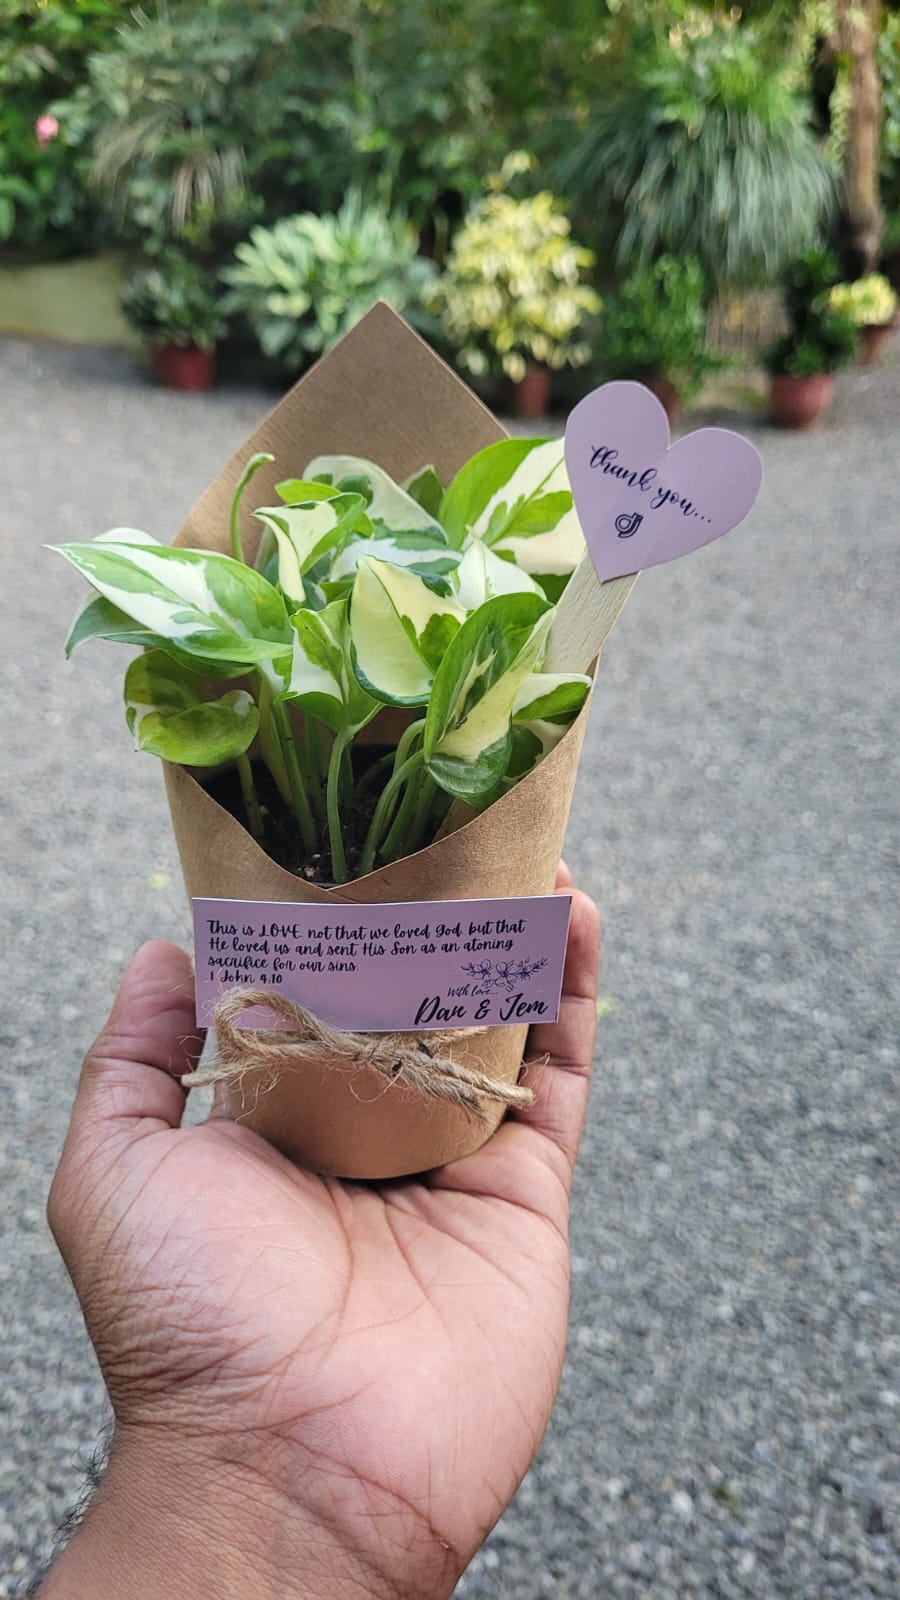 thank you...
dj
This is LOVE, not that we loved God, but that
He loved us and sent His Son as an atoning
sacrifice for our sins.
1 John 4:10
With love...
Dan & Jem